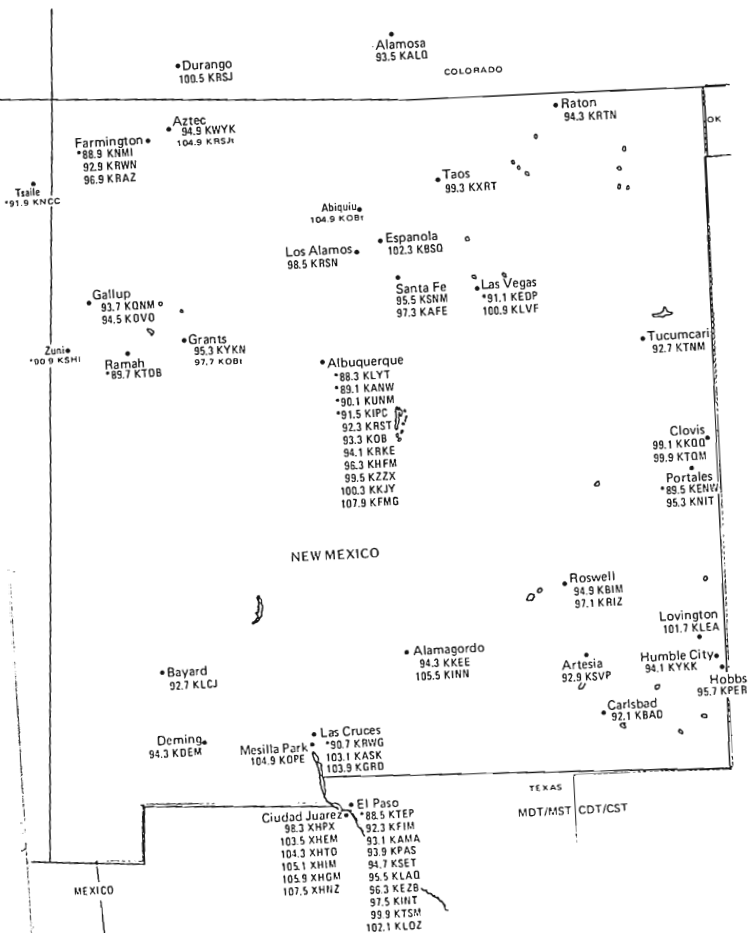 Alamosa
93.5 KALQ
Durango
100.5 KRSJ
COLORADO
Raton
94.3 KRTN
OK
Aztec
94.9 KWYK
104.9 KRSJt
Farmington
*88.9 KNMI
92.9 KRWN
96.9 KRAZ
Tsaile
*91.9 KNCC
Taos
99.3 KXRT
Abiquiu
104.9 KOBt
Espanola
102.3 KBSQ
Los Alamos
98.5 KRSN
Santa Fe
95.5 KSNM
97.3 KAFE
Las Vegas
*91.1 KEDP
100.9 KLVF
Gallup
93.7 KQNM
94.5 KOVO
Zuni
*90.9 KSHI
Ramah
*89.7 KTDB
Grants
95.3 KYKN
97.7 KOBt
Tucumcari
92.7 KTNM
Albuquerque
*88.3 KLYT
*89.1 KANW
*90.1 KUNM
*91.5 KIPC
92.3 KRST
93.3 KOB
94.1 KRKE
96.3 KHFM
99.5 KZZX
100.3 KKJY
107.9 KFMG
Clovis
99.1 KKQQ
99.9 KTQM
Portales
*89.5 KENW
95.3 KNIT
NEW MEXICO
Roswell
94.9 KBIM
97.1 KRIZ
Lovington
101.7 KLEA
Alamagordo
94.3 KKEE
105.5 KINN
Artesia
92.9 KSVP
Humble City
94.1 KYKK
Hobbs
95.7 KPER
Bayard
92.7 KLCJ
Carlsbad
92.1 KBAD
Deming
94.3 KDEM
Mesilla Park
104.9 KOPE
Las Cruces
*90.7 KRWG
103.1 KASK
103.9 KGRD
TEXAS
MDT/MST CDT/CST
Ciudad Juarez
98.3 XHPX
103.5 XHEM
104.3 XHTO
105.1 XHIM
105.9 XHGM
107.5 XHNZ
El Paso
*88.5 KTEP
92.3 KFIM
93.1 KAMA
93.9 KPAS
94.7 KSET
95.5 KLAQ
96.3 KEZB
97.5 KINT
99.9 KTSM
102.1 KLOZ
MEXICO